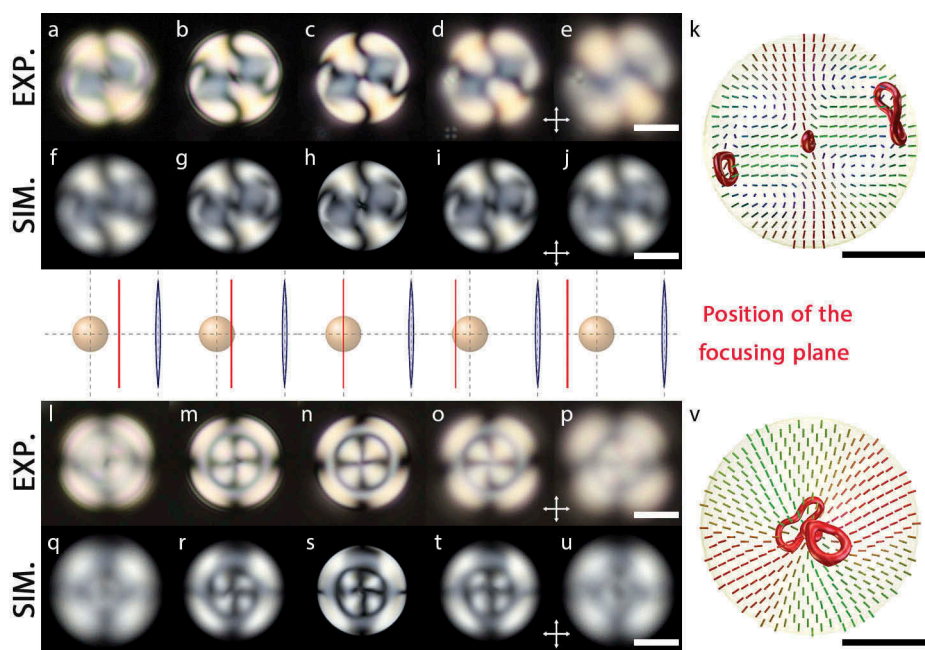 a b c d e k
EXP.
f g h i j
SIM.
Position of the
focusing plane
l m n o p v
EXP.
q r s t u
SIM.